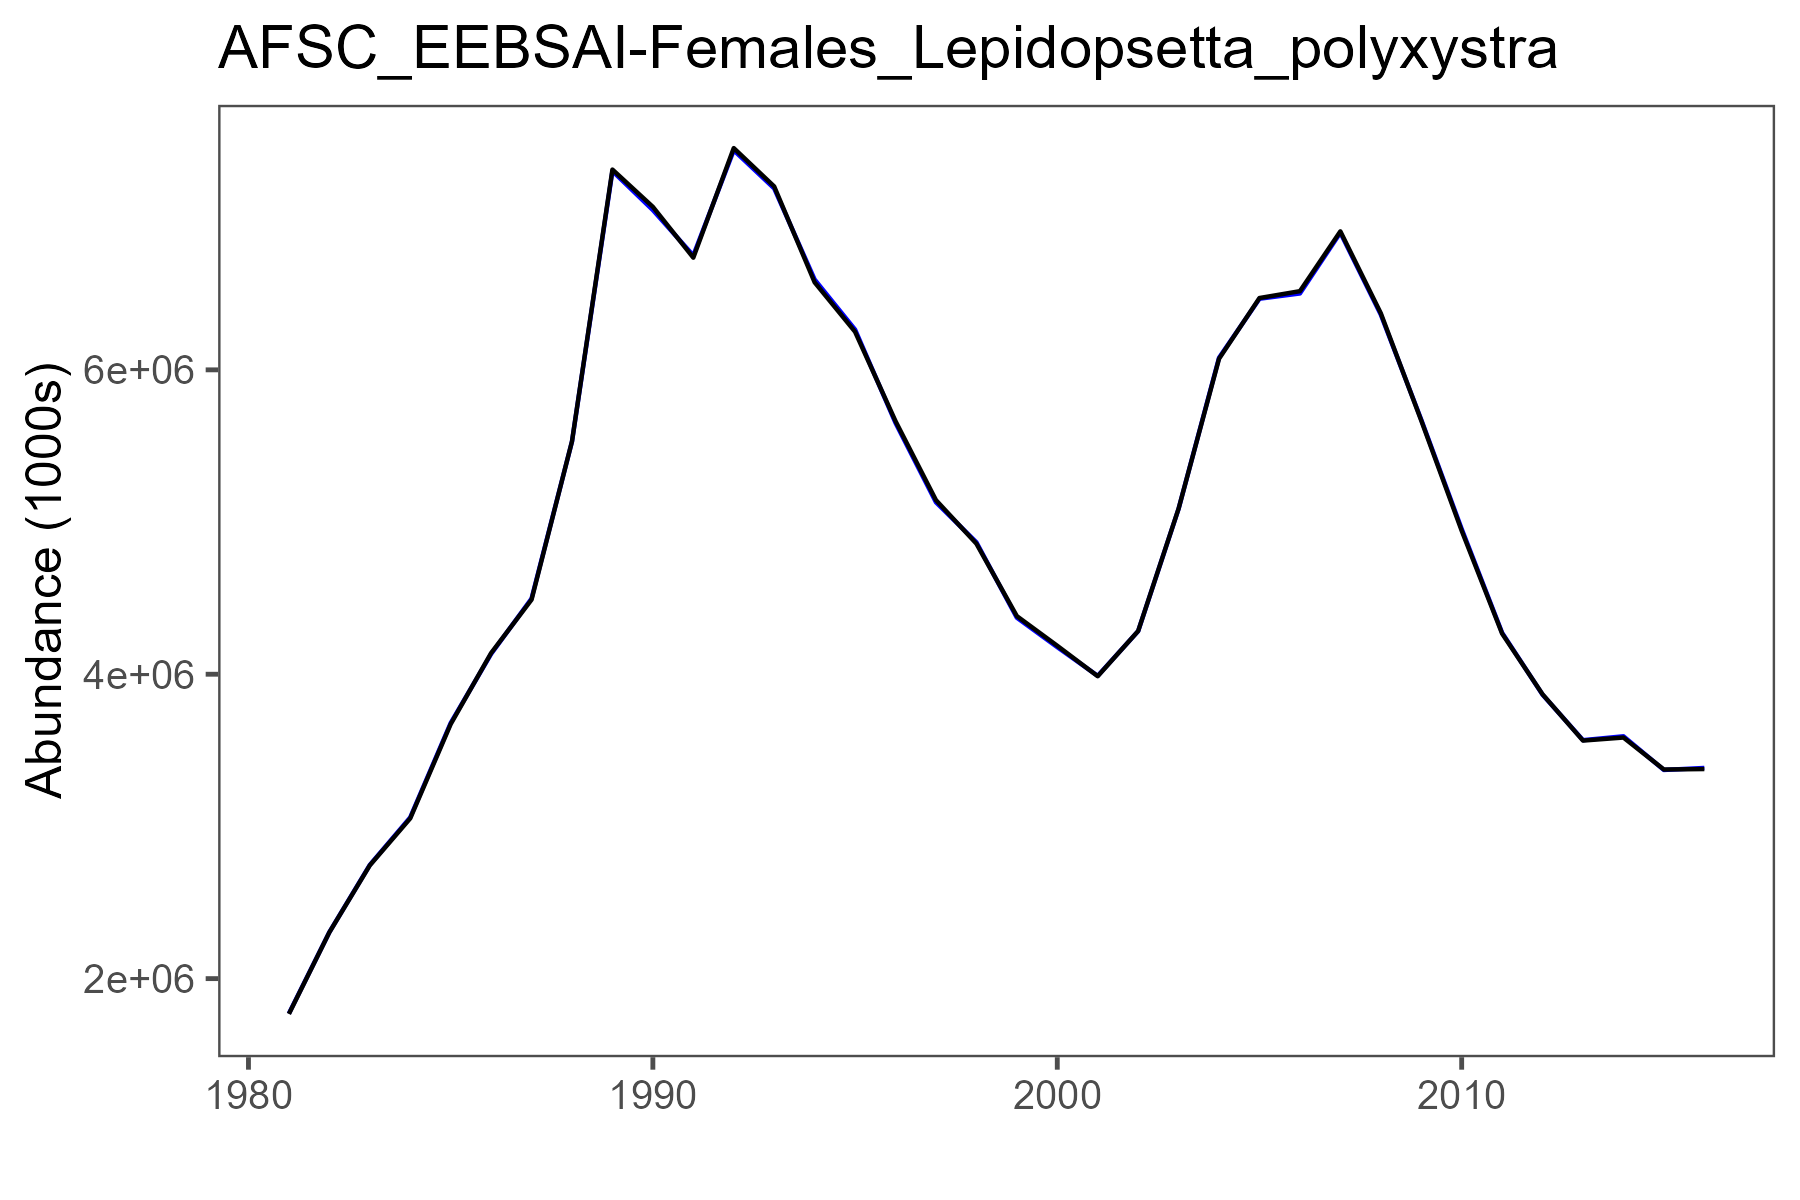 AFSC_EEBSAI-Females_Lepidopsetta_polyxystra
Abundance (1000s)
6e+06
4e+06
2e+06
1980 1990 2000 2010